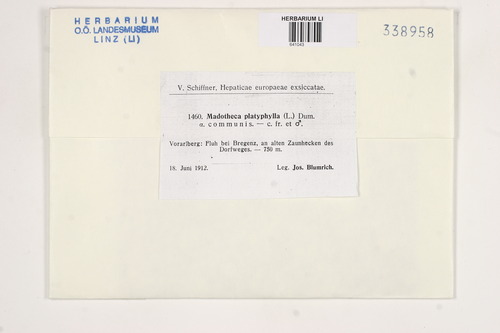 HERBARIUM
O.Ö. LANDESMUSEUM
LINZ (LI)
HERBARIUM LI
641043
338958
V. Schiffner, Hepaticae europaeae exsiccatae.
1460. Madotheca platyphylla (L.) Dum.
α. communis. — c. fr. et ♂.
Vorarlberg: Fluh bei Bregenz, an alten Zaunhecken des
Dorfweges. — 750 m.
18. Juni 1912.
Leg. Jos. Blumrich.